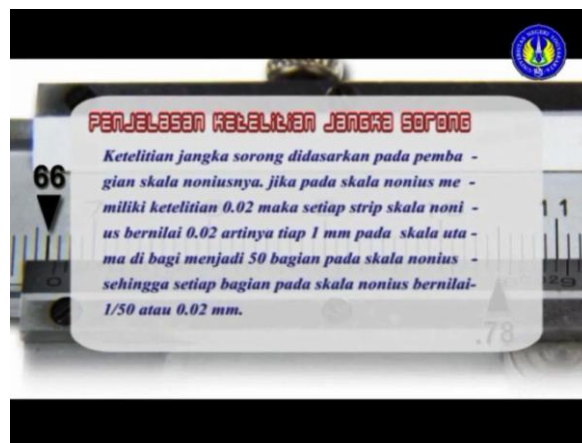 PENJELASAN KETELITIAN JANGKA SORONG
Ketelitian jangka sorong didasarkan pada pemba -
gian skala noniusnya. jika pada skala nonius me -
miliki ketelitian 0.02 maka setiap strip skala noni -
us bernilai 0.02 artinya tiap 1 mm pada skala uta -
ma di bagi menjadi 50 bagian pada skala nonius -
sehingga setiap bagian pada skala nonius bernilai-
1/50 atau 0.02 mm.
66
7
11
0
.78